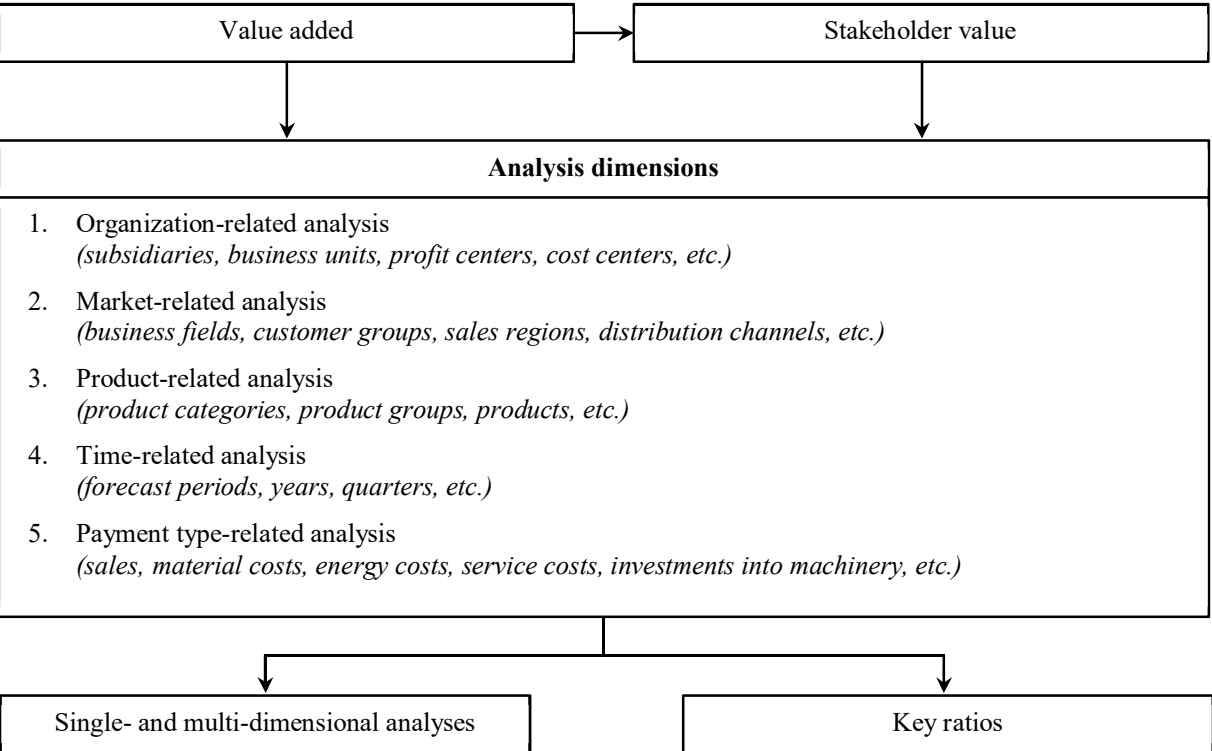 Value added
Stakeholder value
Analysis dimensions
1. Organization-related analysis
(subsidiaries, business units, profit centers, cost centers, etc.)
2. Market-related analysis
(business fields, customer groups, sales regions, distribution channels, etc.)
3. Product-related analysis
(product categories, product groups, products, etc.)
4. Time-related analysis
(forecast periods, years, quarters, etc.)
5. Payment type-related analysis
(sales, material costs, energy costs, service costs, investments into machinery, etc.)
Single- and multi-dimensional analyses
Key ratios